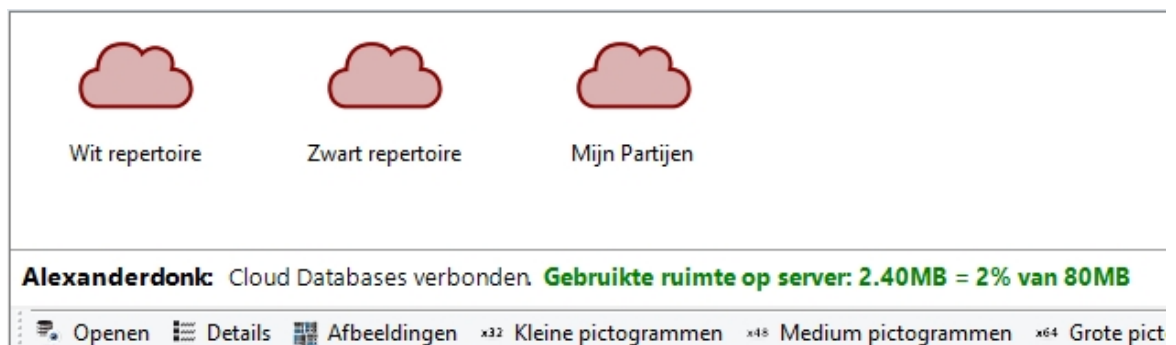 Wit repertoire Zwart repertoire Mijn Partijen
Alexanderdonk: Cloud Databases verbonden. Gebruikte ruimte op server: 2.40MB = 2% van 80MB
Openen Details Afbeeldingen x32 Kleine pictogrammen x48 Medium pictogrammen x64 Grote